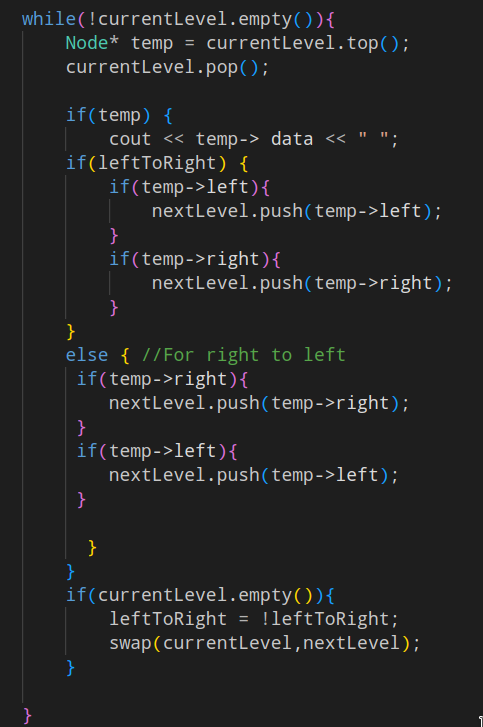 while(!currentLevel.empty()){
Node* temp = currentLevel.top();
currentLevel.pop();
if(temp) {
cout << temp-> data << " ";
if(leftToRight) {
if(temp->left){
nextLevel.push(temp->left);
}
if(temp->right){
nextLevel.push(temp->right);
}
}
else { //For right to left
if(temp->right){
nextLevel.push(temp->right);
}
if(temp->left){
nextLevel.push(temp->left);
}
}
}
if(currentLevel.empty()){
leftToRight = !leftToRight;
swap(currentLevel,nextLevel);
}
}